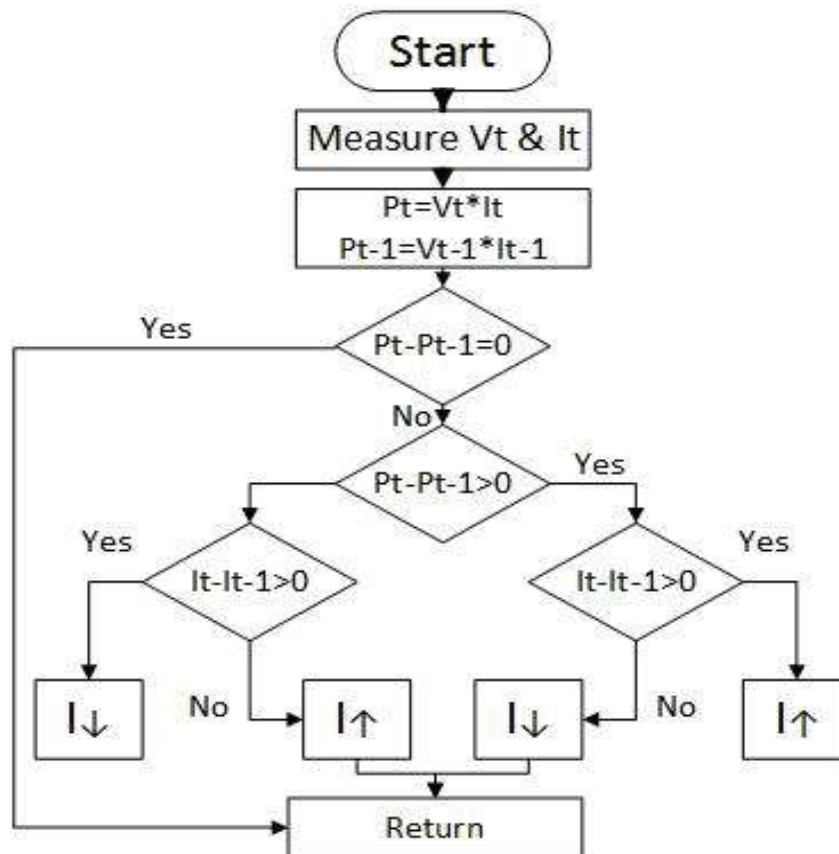 Start
Measure Vt & It
Pt=Vt*It
Pt-1=Vt-1*It-1
Yes
Pt-Pt-1=0
No
Pt-Pt-1>0
Yes
Yes
It-It-1>0
It-It-1>0
Yes
I↓
No
I↑
I↓
No
I↑
Return